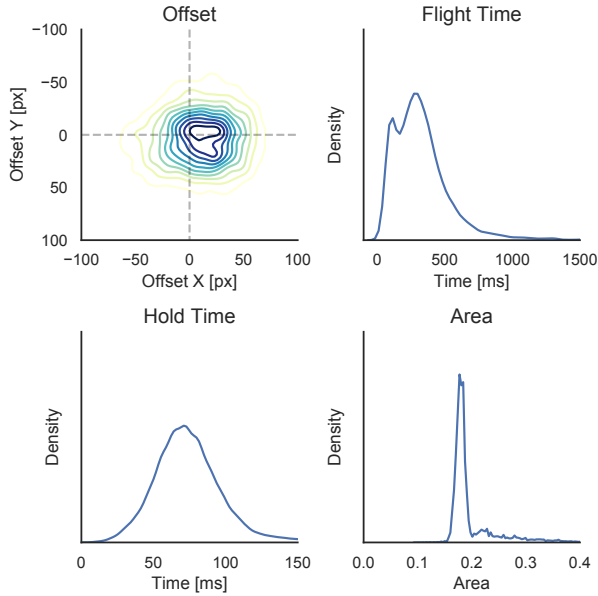 Offset
−100
−50
0
50
100
Offset Y [px]
−100 −50 0 50 100
Offset X [px]
Flight Time
Density
0 500 1000 1500
Time [ms]
Hold Time
Density
0 50 100 150
Time [ms]
Area
Density
0.0 0.1 0.2 0.3 0.4
Area